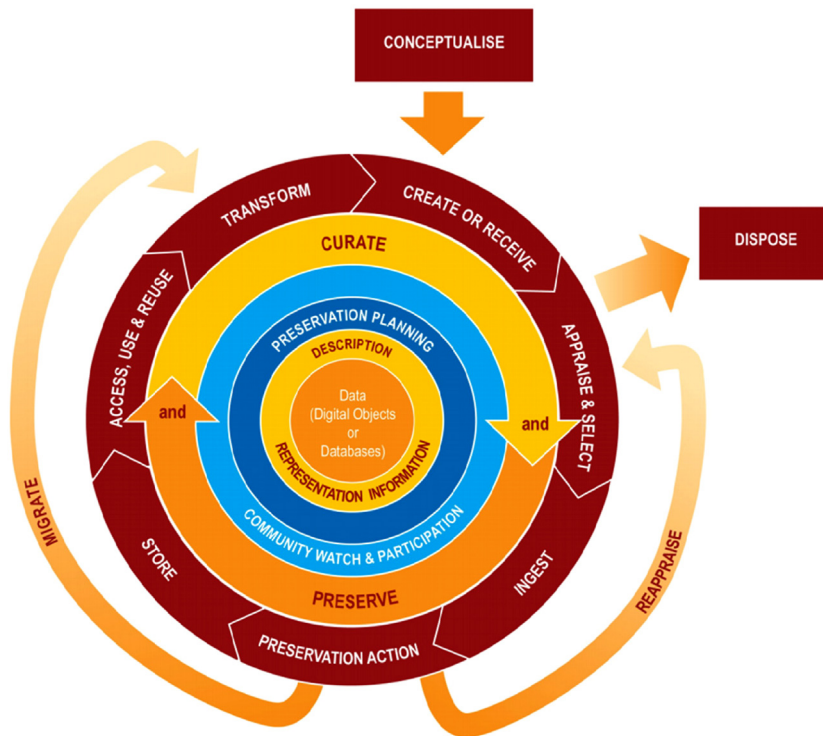 CONCEPTUALISE
DISPOSE
TRANSFORM
CREATE OR RECEIVE
APPRAISE & SELECT
INGEST
PRESERVATION ACTION
STORE
ACCESS, USE & REUSE
CURATE
and
PRESERVE
and
COMMUNITY WATCH & PARTICIPATION
PRESERVATION PLANNING
DESCRIPTION
REPRESENTATION INFORMATION
Data
(Digital Objects
or
Databases)
MIGRATE
REAPPRAISE